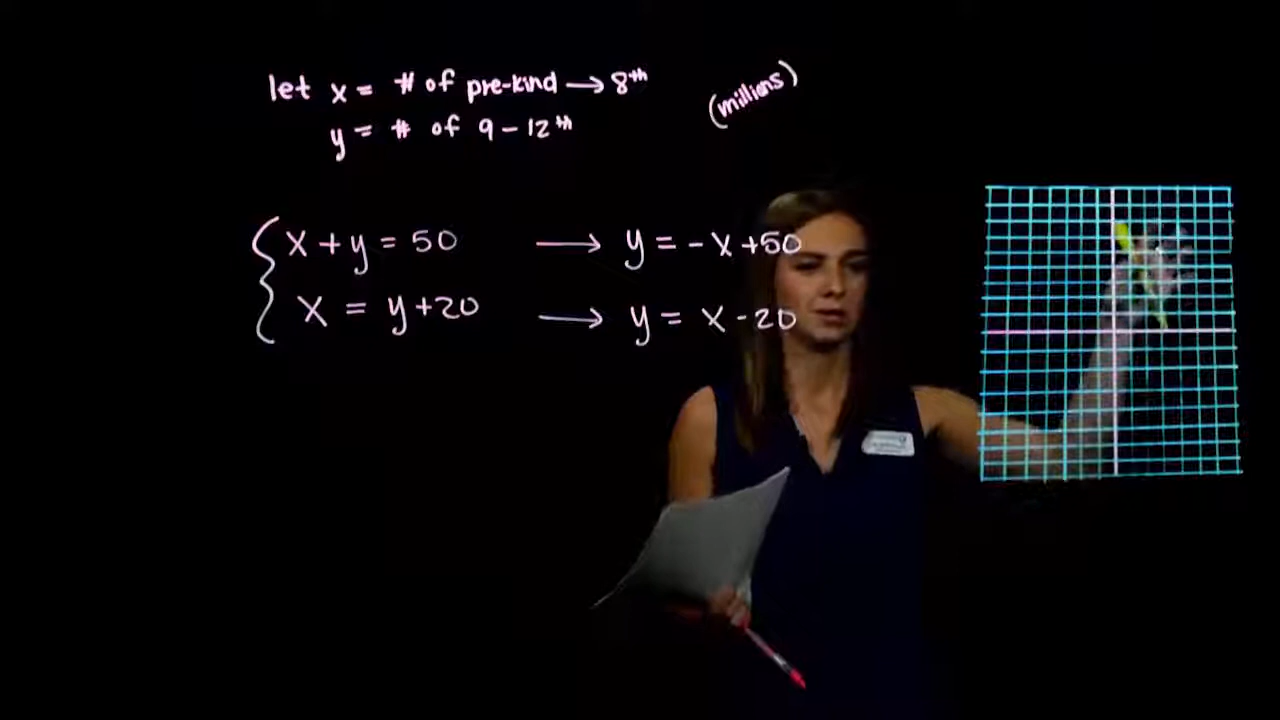 let x = # of pre-kind → 8th
(millions)
y = # of 9 - 12th
x + y = 50 → y = - x + 50
x = y + 20 → y = x - 20